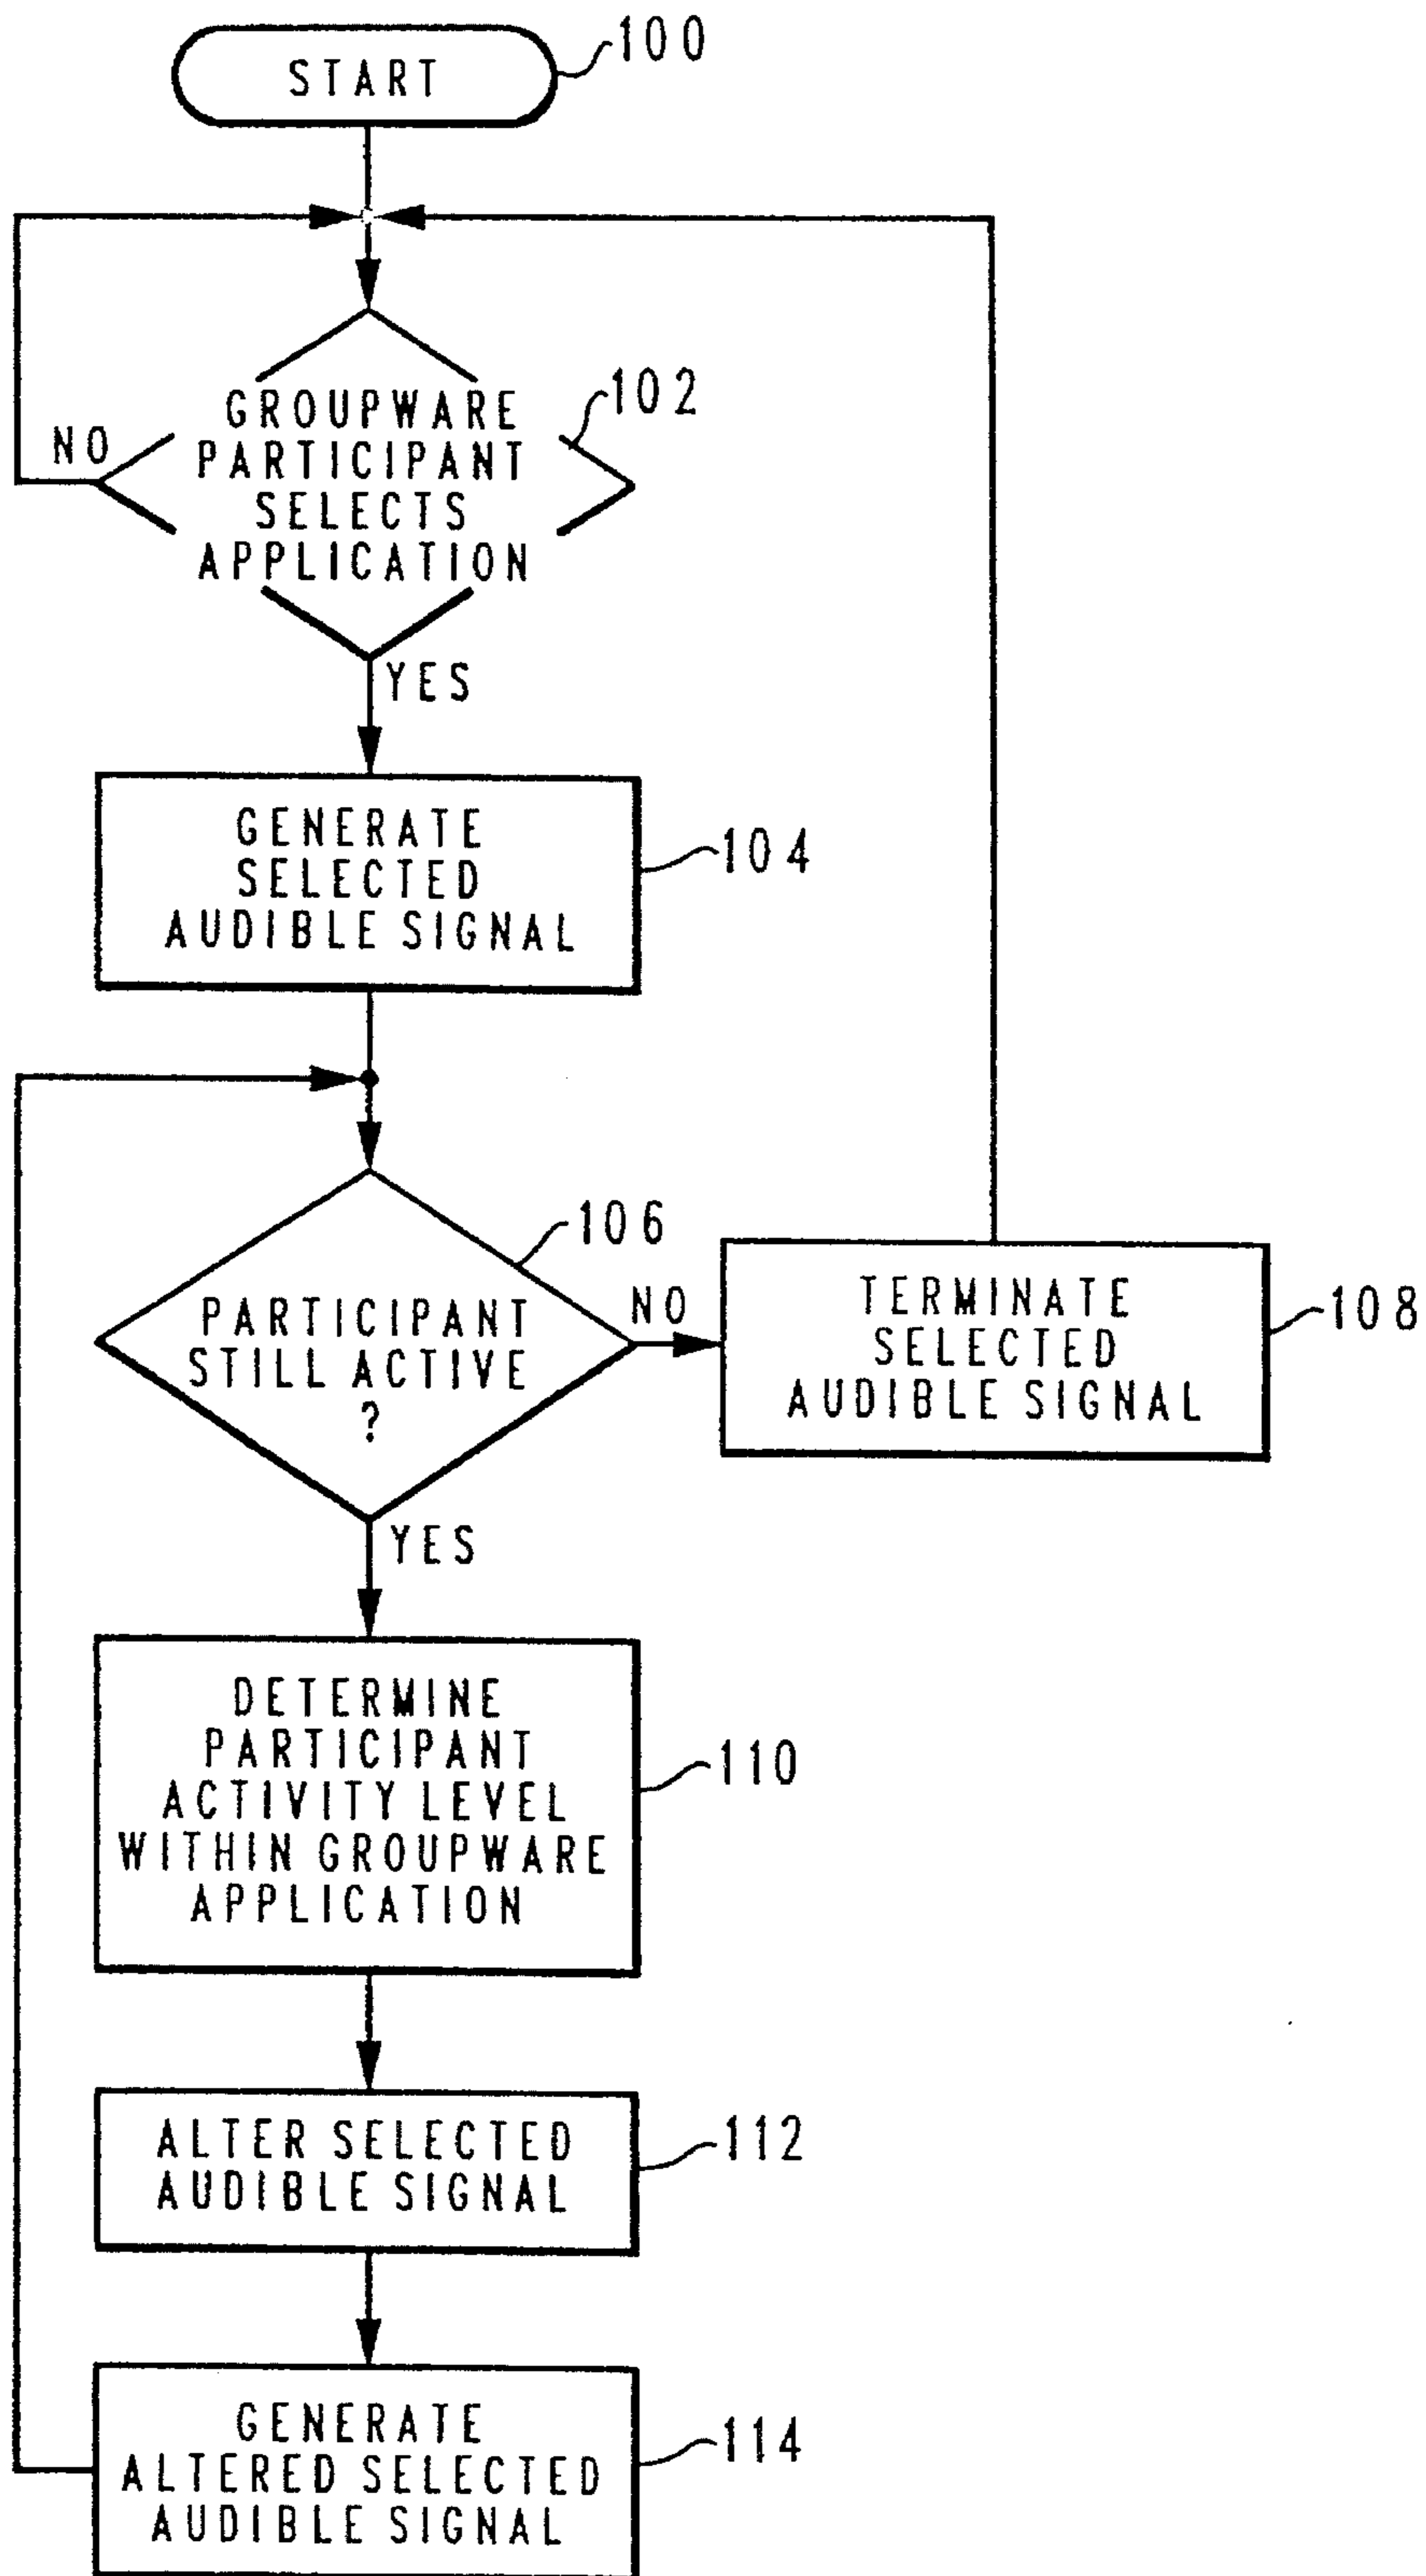 START
100
GROUPWARE
PARTICIPANT
SELECTS
APPLICATION
102
NO
YES
GENERATE
SELECTED
AUDIBLE SIGNAL
104
PARTICIPANT
STILL ACTIVE
?
106
NO
TERMINATE
SELECTED
AUDIBLE SIGNAL
108
YES
DETERMINE
PARTICIPANT
ACTIVITY LEVEL
WITHIN GROUPWARE
APPLICATION
110
ALTER SELECTED
AUDIBLE SIGNAL
112
GENERATE
ALTERED SELECTED
AUDIBLE SIGNAL
114